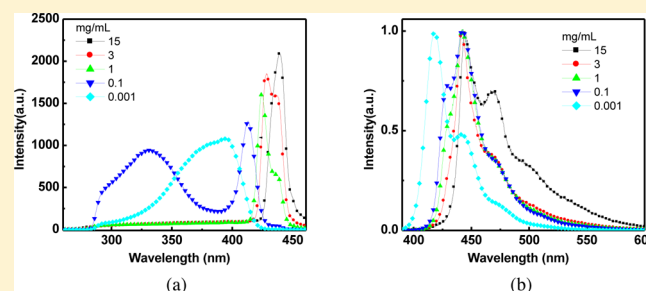 mg/mL
15
3
1
0.1
0.001
2500
2000
1500
1000
500
0
Intensity(a.u.)
300 350 400 450
Wavelength (nm)
(a)
mg/mL
15
3
1
0.1
0.001
1.0
0.5
0.0
Intensity(a.u.)
400 450 500 550 600
Wavelength (nm)
(b)